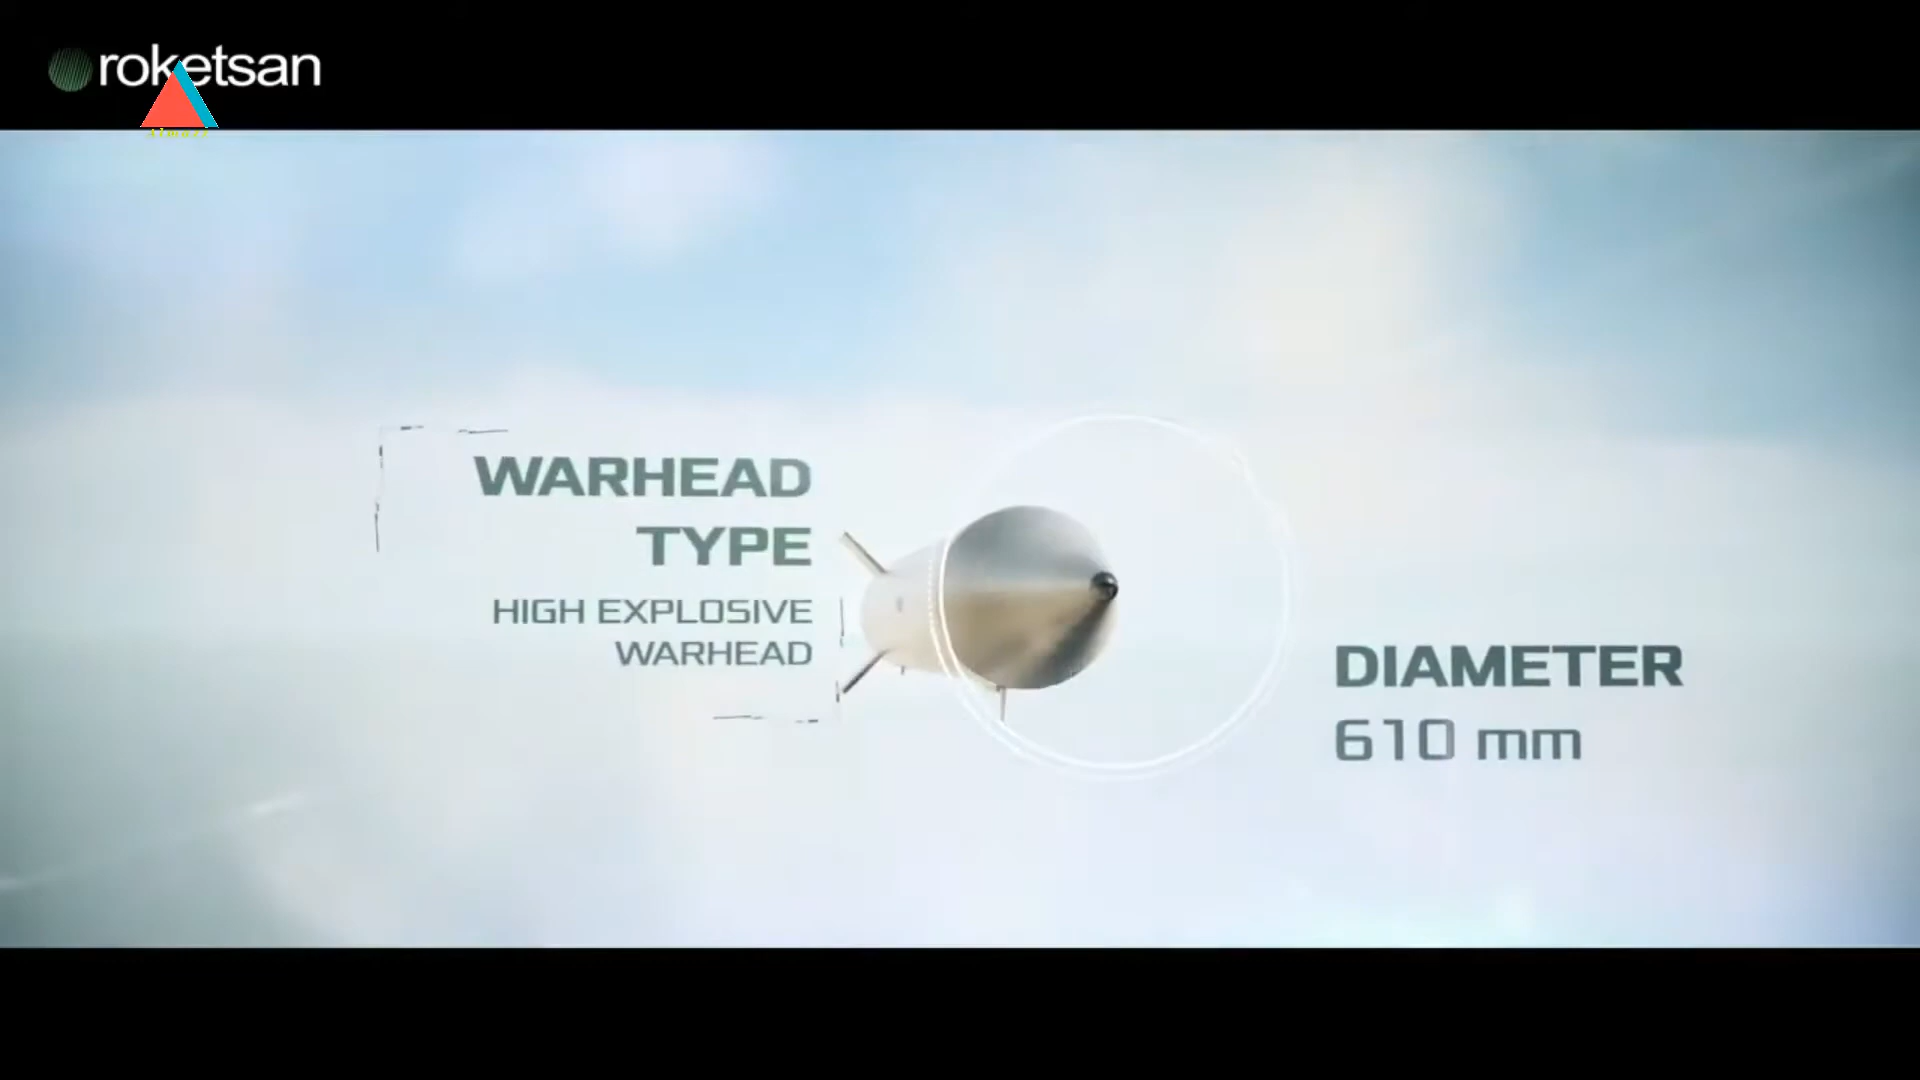 roketsan
WARHEAD
TYPE
HIGH EXPLOSIVE
WARHEAD
DIAMETER
610 mm